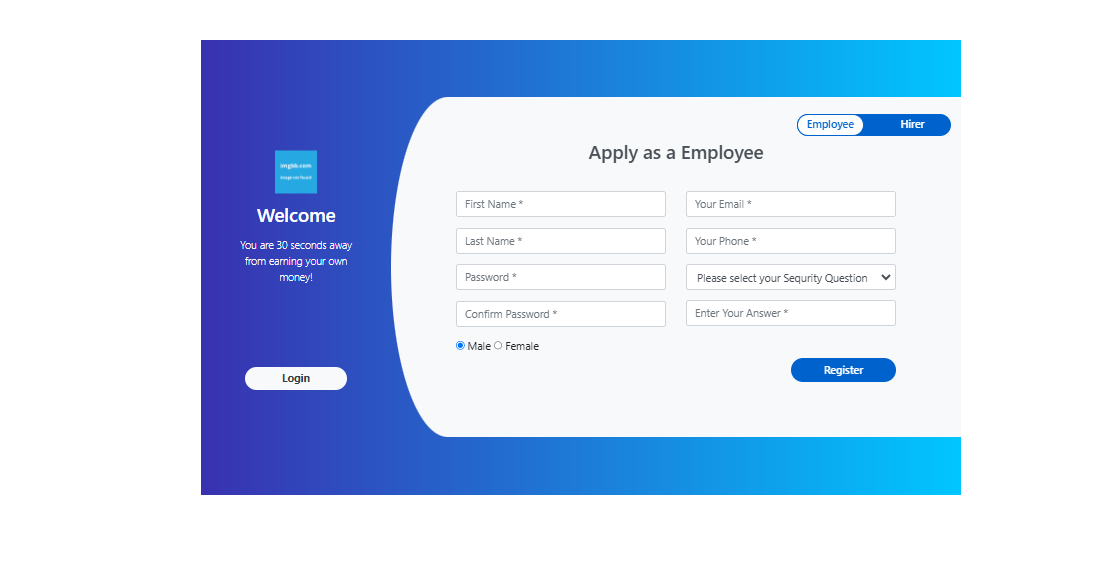 imgbb.com
image not found
Welcome
You are 30 seconds away
from earning your own
money!
Login
Employee
Hirer
Apply as a Employee
First Name *
Your Email *
Last Name *
Your Phone *
Password *
Please select your Sequrity Question
Confirm Password *
Enter Your Answer *
Male Female
Register